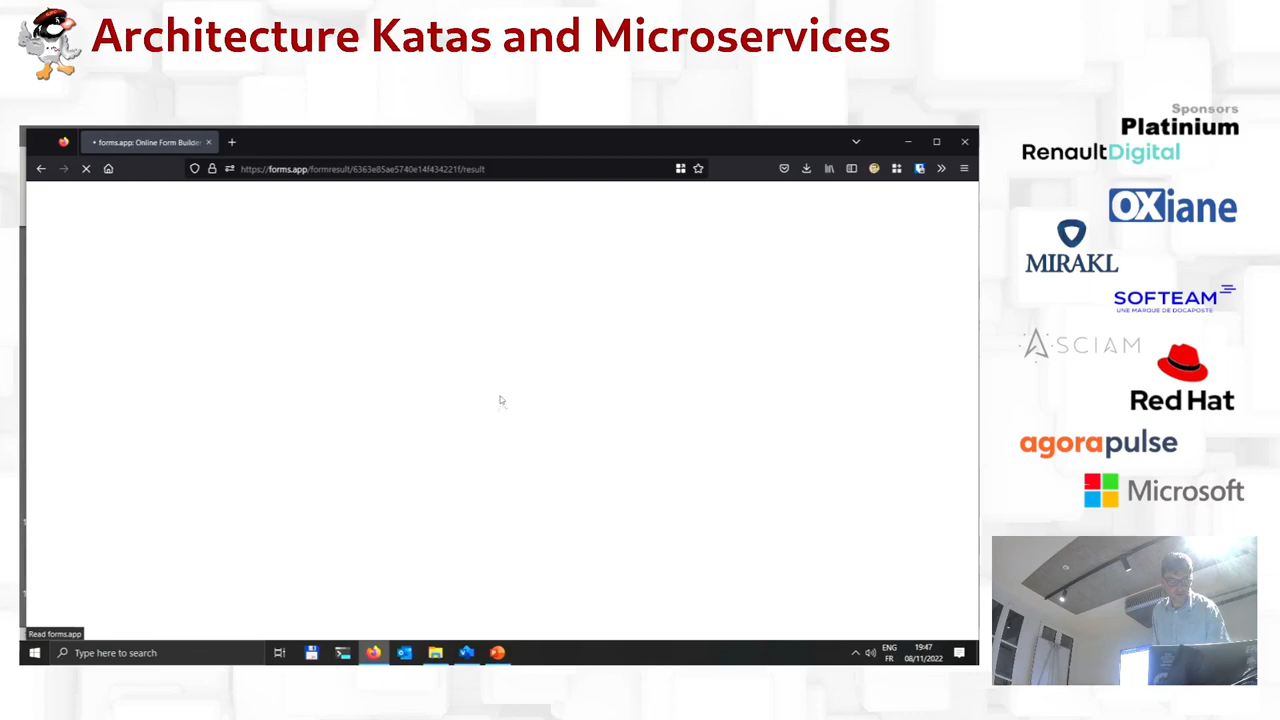 Architecture Katas and Microservices
Sponsors
Platinium
RenaultDigital
OXiane
MIRAKL
SOFTEAM
UNE MARQUE DE DOCAPOSTE
ASCIAM
Red Hat
agorapulse
Microsoft
forms.app: Online Form Builde
https://forms.app/formresult/6363e85ae5740e14f434221f/result
Read forms.app
Type here to search
ENG
FR
19:47
08/11/2022